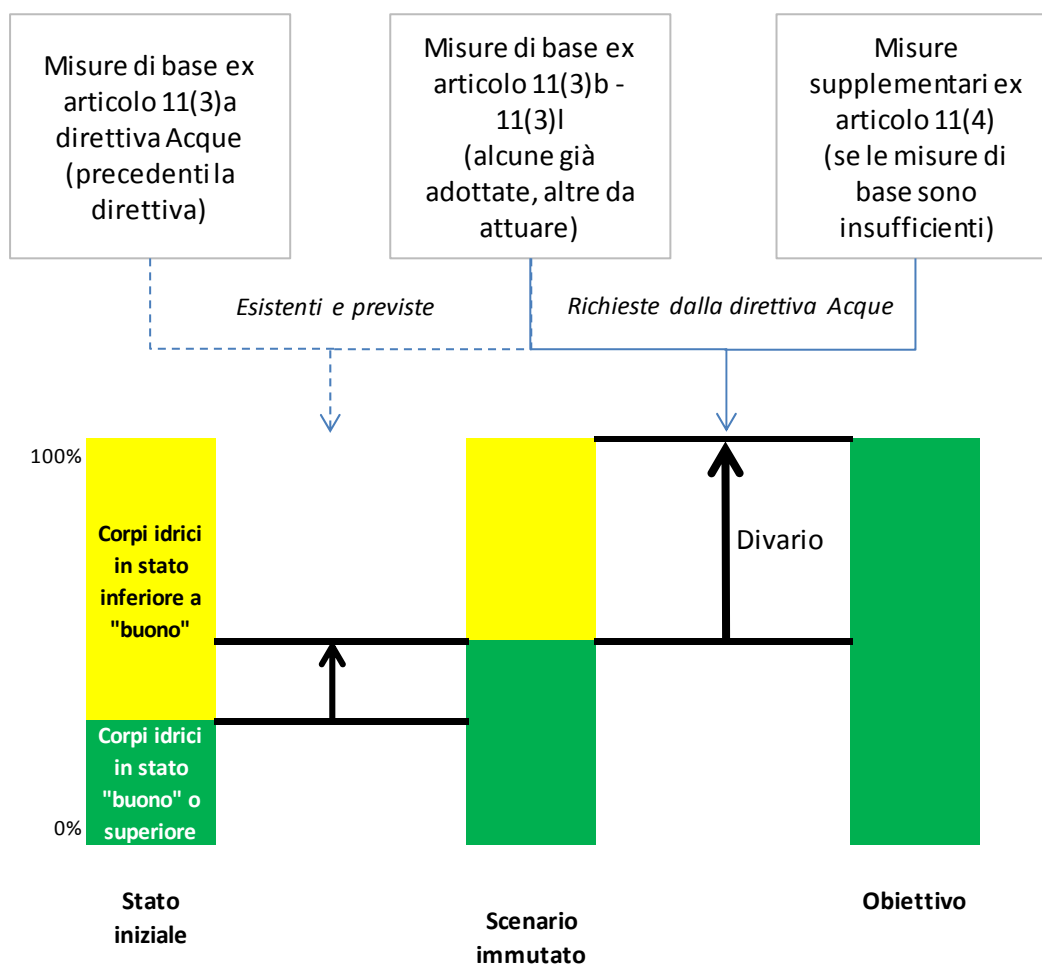 Misure di base ex
articolo 11(3)a
direttiva Acque
(precedenti la
direttiva)
Misure di base ex
articolo 11(3)b -
11(3)l
(alcune già
adottate, altre da
attuare)
Misure
supplementari ex
articolo 11(4)
(se le misure di
base sono
insufficienti)
Esistenti e previste
Richieste dalla direttiva Acque
100%
Corpi idrici
in stato
inferiore a
"buono"
Divario
Corpi idrici
in stato
"buono" o
superiore
0%
Stato
iniziale
Scenario
immutato
Obiettivo